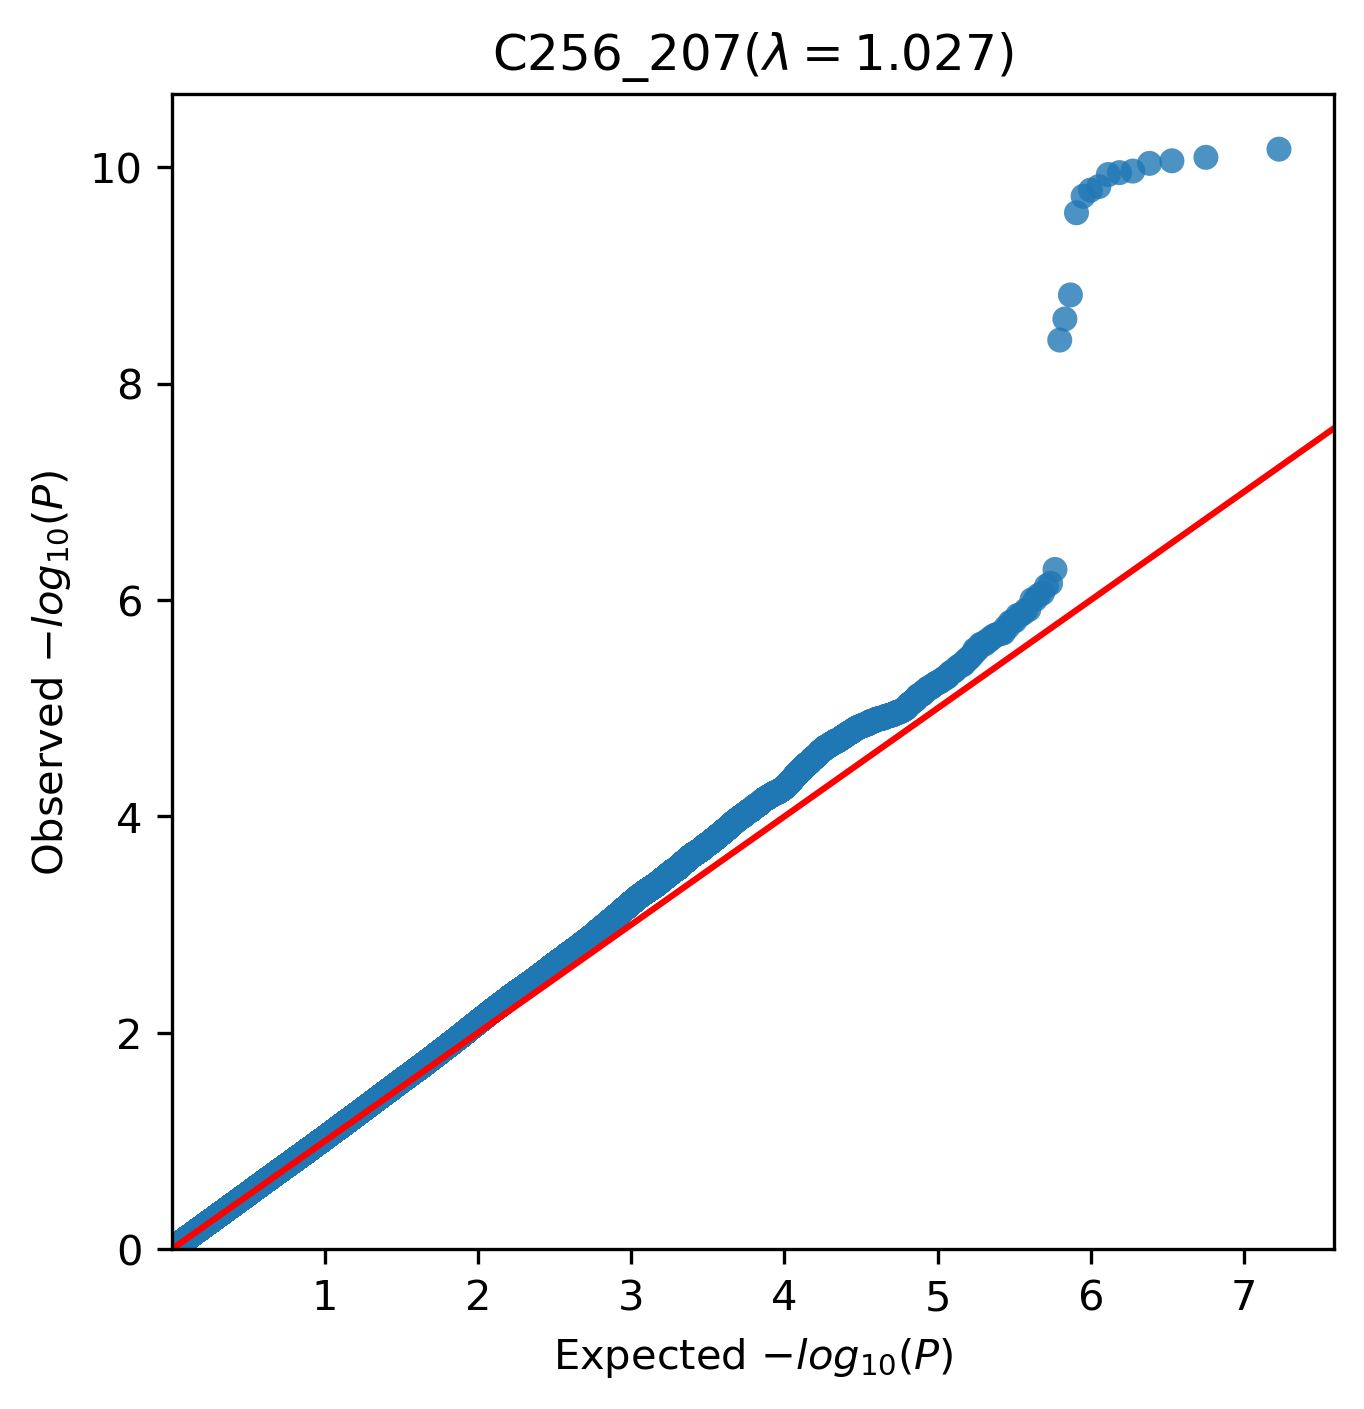 C256_207(λ = 1.027)
Observed −log₁₀(P)
10
8
6
4
2
0
1 2 3 4 5 6 7
Expected −log₁₀(P)